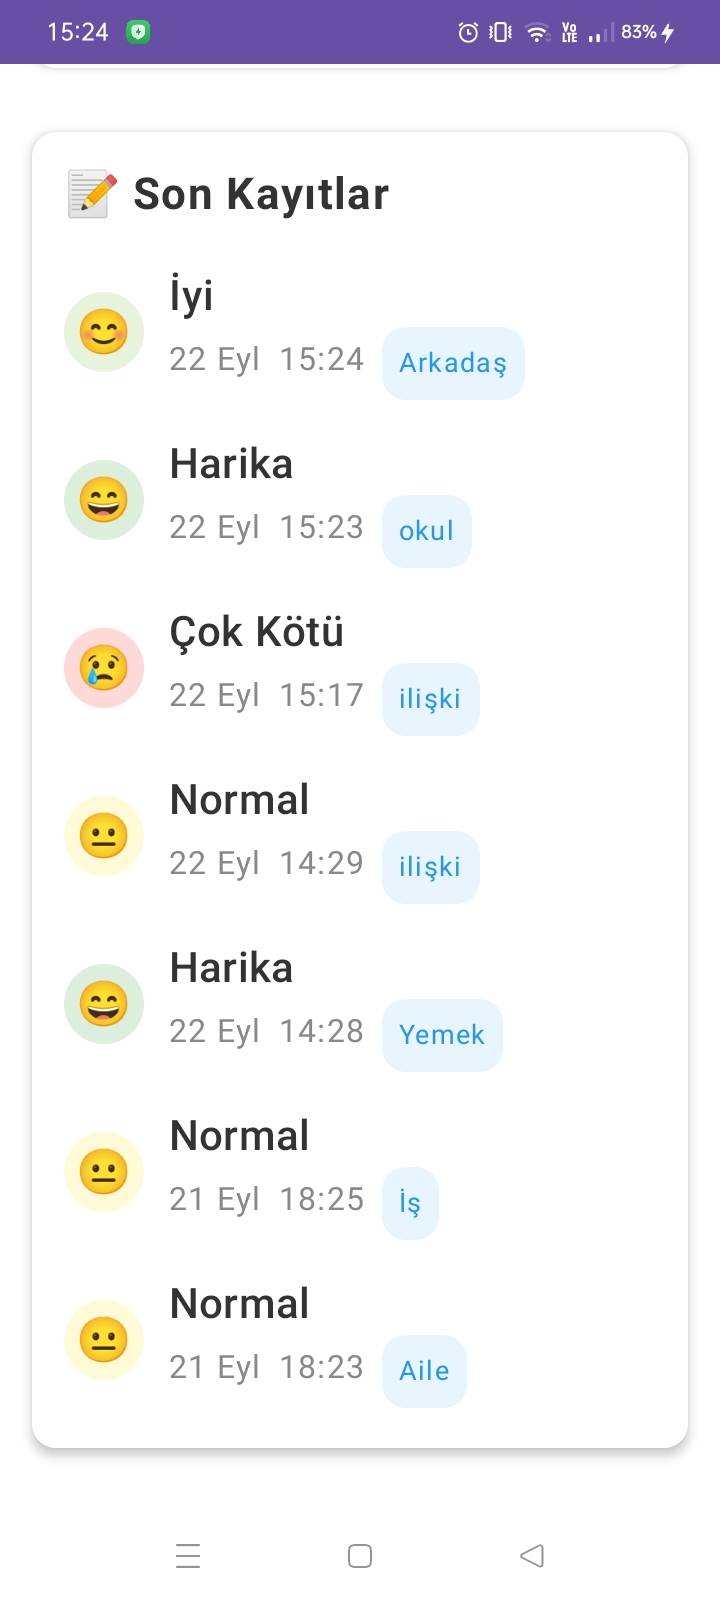 15:24 Vo LTE 83%
📝 Son Kayıtlar
İyi
22 Eyl 15:24 Arkadaş
Harika
22 Eyl 15:23 okul
Çok Kötü
22 Eyl 15:17 ilişki
Normal
22 Eyl 14:29 ilişki
Harika
22 Eyl 14:28 Yemek
Normal
21 Eyl 18:25 İş
Normal
21 Eyl 18:23 Aile